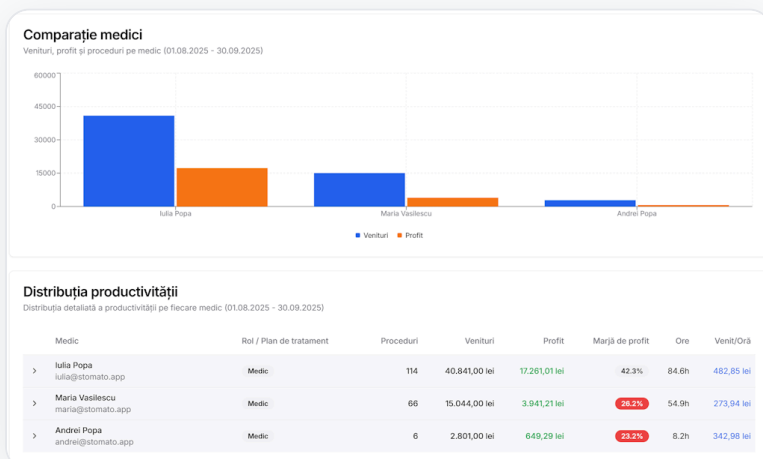 Comparație medici
Venituri, profit și proceduri pe medic (01.08.2025 - 30.09.2025)
60000
45000
30000
15000
0
Iulia Popa Maria Vasilescu Andrei Popa
Venituri Profit
Distribuția productivității
Distribuția detaliată a productivității pe fiecare medic (01.08.2025 - 30.09.2025)
Medic Rol / Plan de tratament Proceduri Venituri Profit Marjă de profit Ore Venit/Oră
Iulia Popa
iulia@stomato.app
Medic 114 40.841,00 lei 17.261,01 lei 42.3% 84.6h 482,85 lei
Maria Vasilescu
maria@stomato.app
Medic 66 15.044,00 lei 3.941,21 lei 26.2% 54.9h 273,94 lei
Andrei Popa
andrei@stomato.app
Medic 6 2.801,00 lei 649,29 lei 23.2% 8.2h 342,98 lei